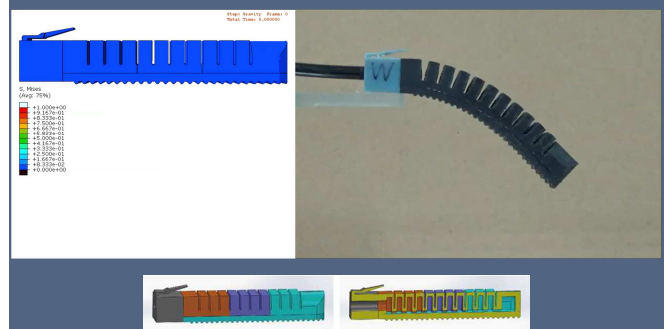 Step: Gravity Frame: 0
Total Time: 0.000000
S, Mises
(Avg: 75%)
+1.000e+00
+9.167e-01
+8.333e-01
+7.500e-01
+6.667e-01
+5.833e-01
+5.000e-01
+4.167e-01
+3.333e-01
+2.500e-01
+1.667e-01
+8.333e-02
+0.000e+00
W